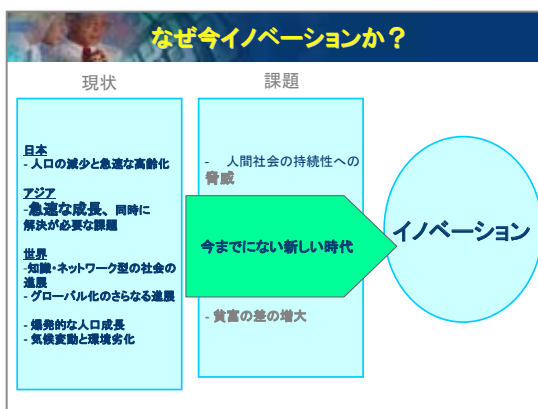 なぜ今イノベーションか？
現状
課題
日本
- 人口の減少と急速な高齢化
アジア
-急速な成長、同時に
解決が必要な課題
世界
-知識・ネットワーク型の社会の
進展
- グローバル化のさらなる進展
- 爆発的な人口成長
- 気候変動と環境劣化
- 人間社会の持続性への
脅威
今までにない新しい時代
- 貧富の差の増大
イノベーション